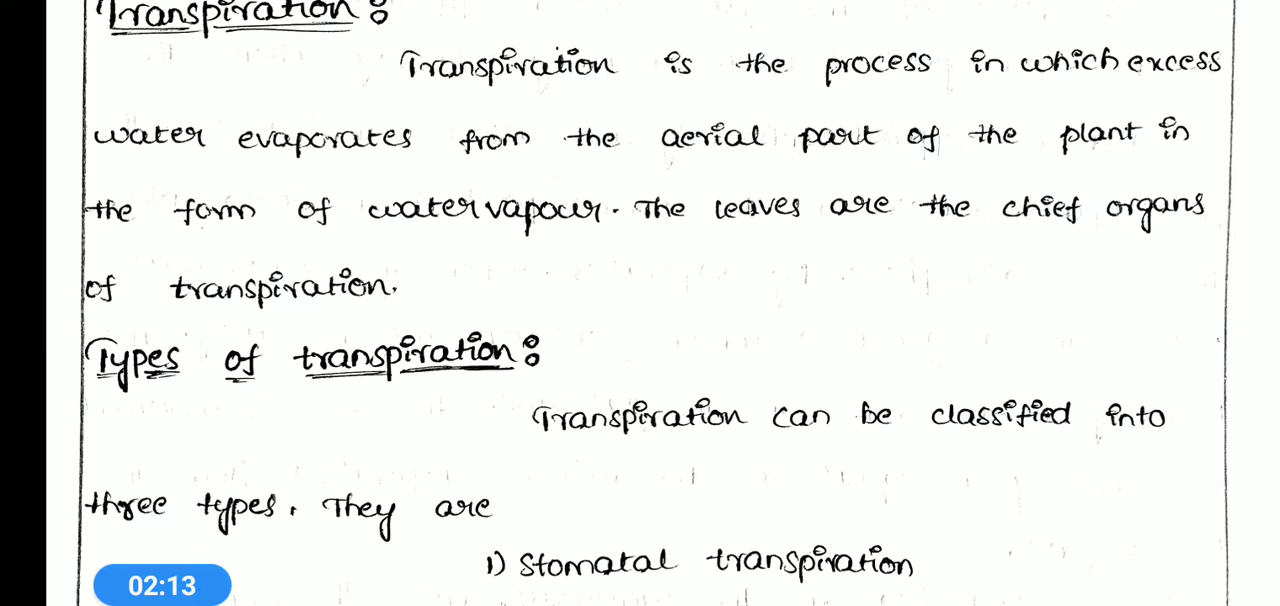 Transpiration :
Transpiration is the process in which excess
water evaporates from the aerial part of the plant in
the form of watervapour. The leaves are the chief organs
of transpiration.
Types of transpiration :
Transpiration can be classified into
three types. They are
1) Stomatal transpiration
02:13